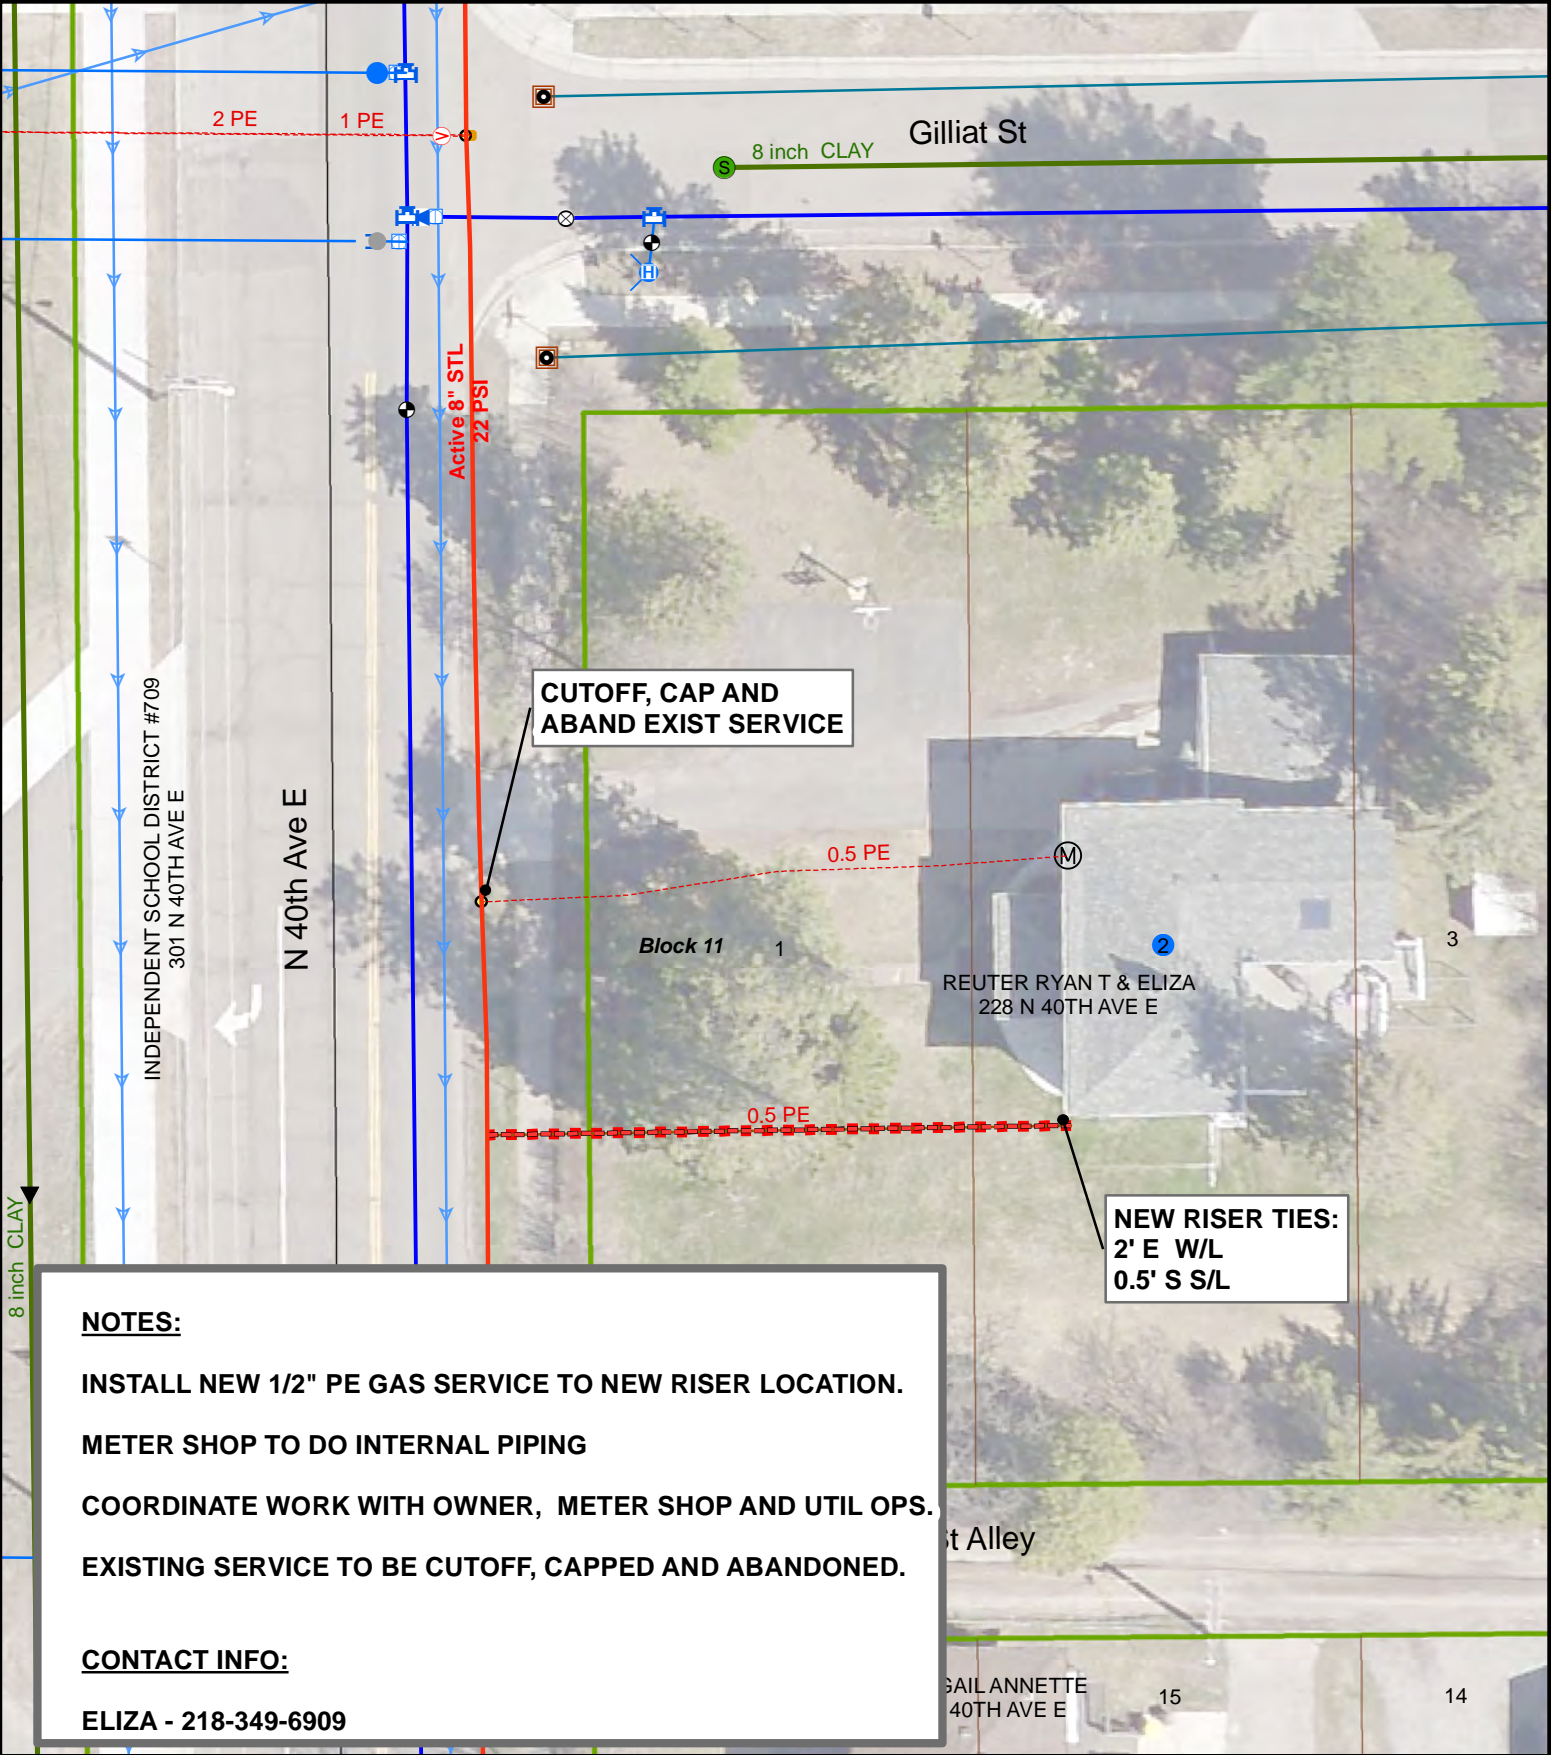 2 PE
1 PE
V
Gilliat St
8 inch CLAY
S
H
Active 8" STL
22 PSI
CUTOFF, CAP AND
ABAND EXIST SERVICE
INDEPENDENT SCHOOL DISTRICT #709
301 N 40TH AVE E
N 40th Ave E
0.5 PE
M
Block 11
1
2
3
REUTER RYAN T & ELIZA
228 N 40TH AVE E
0.5 PE
8 inch CLAY
NEW RISER TIES:
2' E W/L
0.5' S S/L
NOTES:
INSTALL NEW 1/2" PE GAS SERVICE TO NEW RISER LOCATION.
METER SHOP TO DO INTERNAL PIPING
COORDINATE WORK WITH OWNER, METER SHOP AND UTIL OPS.
EXISTING SERVICE TO BE CUTOFF, CAPPED AND ABANDONED.
CONTACT INFO:
ELIZA - 218-349-6909
St Alley
GAIL ANNETTE
40TH AVE E
15
14